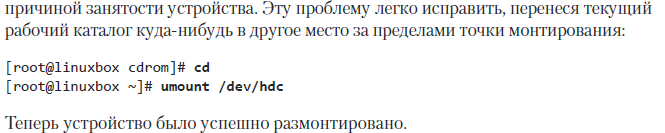 причиной занятости устройства. Эту проблему легко исправить, перенеся текущий
рабочий каталог куда-нибудь в другое место за пределами точки монтирования:
[root@linuxbox cdrom]# cd
[root@linuxbox ~]# umount /dev/hdc
Теперь устройство было успешно размонтировано.